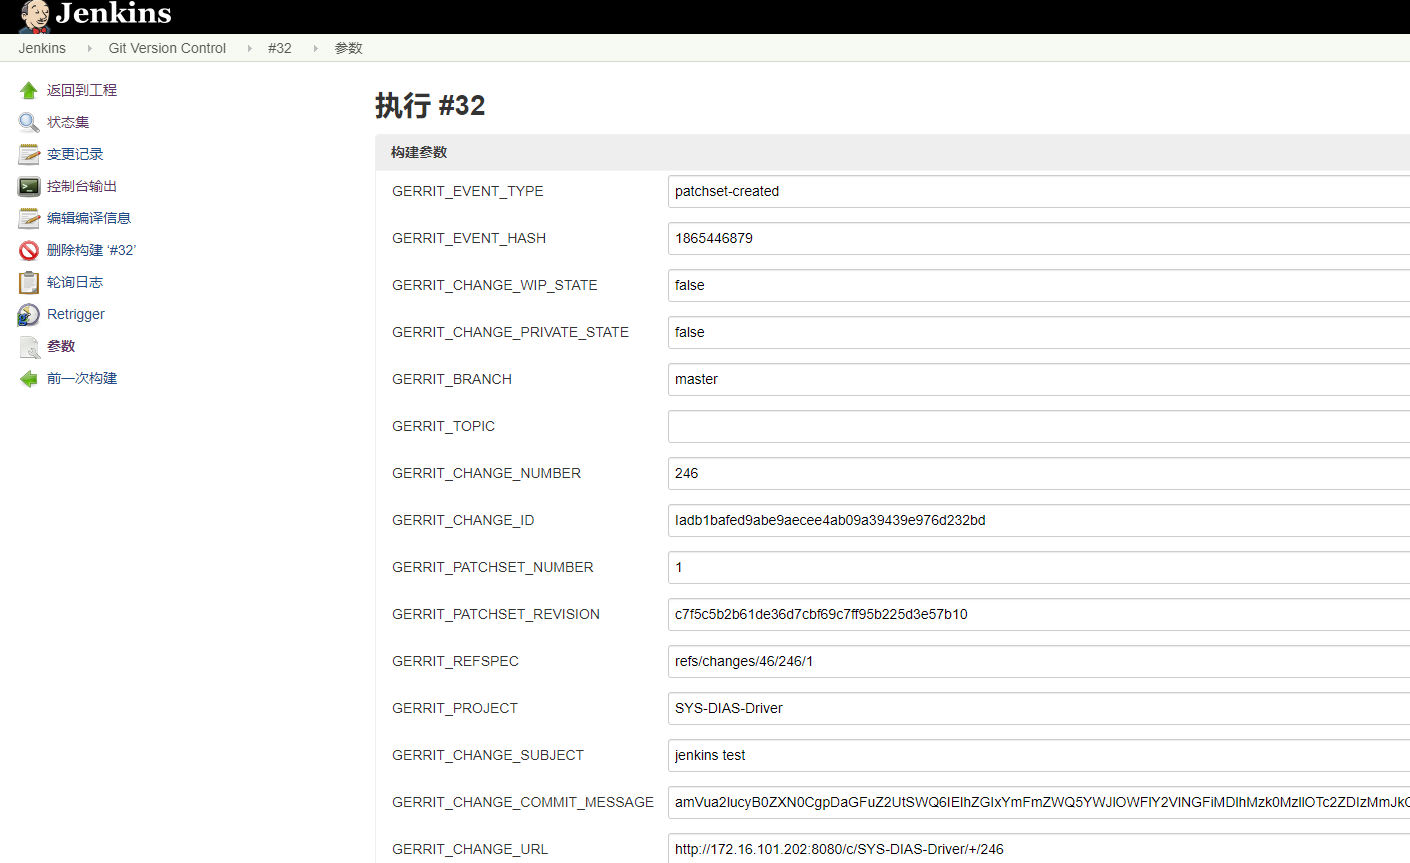 Jenkins
Jenkins
Git Version Control
#32
参数
返回到工程
状态集
变更记录
控制台输出
编辑编译信息
删除构建 ‘#32’
轮询日志
Retrigger
参数
前一次构建
执行 #32
构建参数
GERRIT_EVENT_TYPE patchset-created
GERRIT_EVENT_HASH 1865446879
GERRIT_CHANGE_WIP_STATE false
GERRIT_CHANGE_PRIVATE_STATE false
GERRIT_BRANCH master
GERRIT_TOPIC
GERRIT_CHANGE_NUMBER 246
GERRIT_CHANGE_ID Iadb1bafed9abe9aecee4ab09a39439e976d232bd
GERRIT_PATCHSET_NUMBER 1
GERRIT_PATCHSET_REVISION c7f5c5b2b61de36d7cbf69c7ff95b225d3e57b10
GERRIT_REFSPEC refs/changes/46/246/1
GERRIT_PROJECT SYS-DIAS-Driver
GERRIT_CHANGE_SUBJECT jenkins test
GERRIT_CHANGE_COMMIT_MESSAGE
GERRIT_CHANGE_URL http://172.16.101.202:8080/c/SYS-DIAS-Driver/+/246